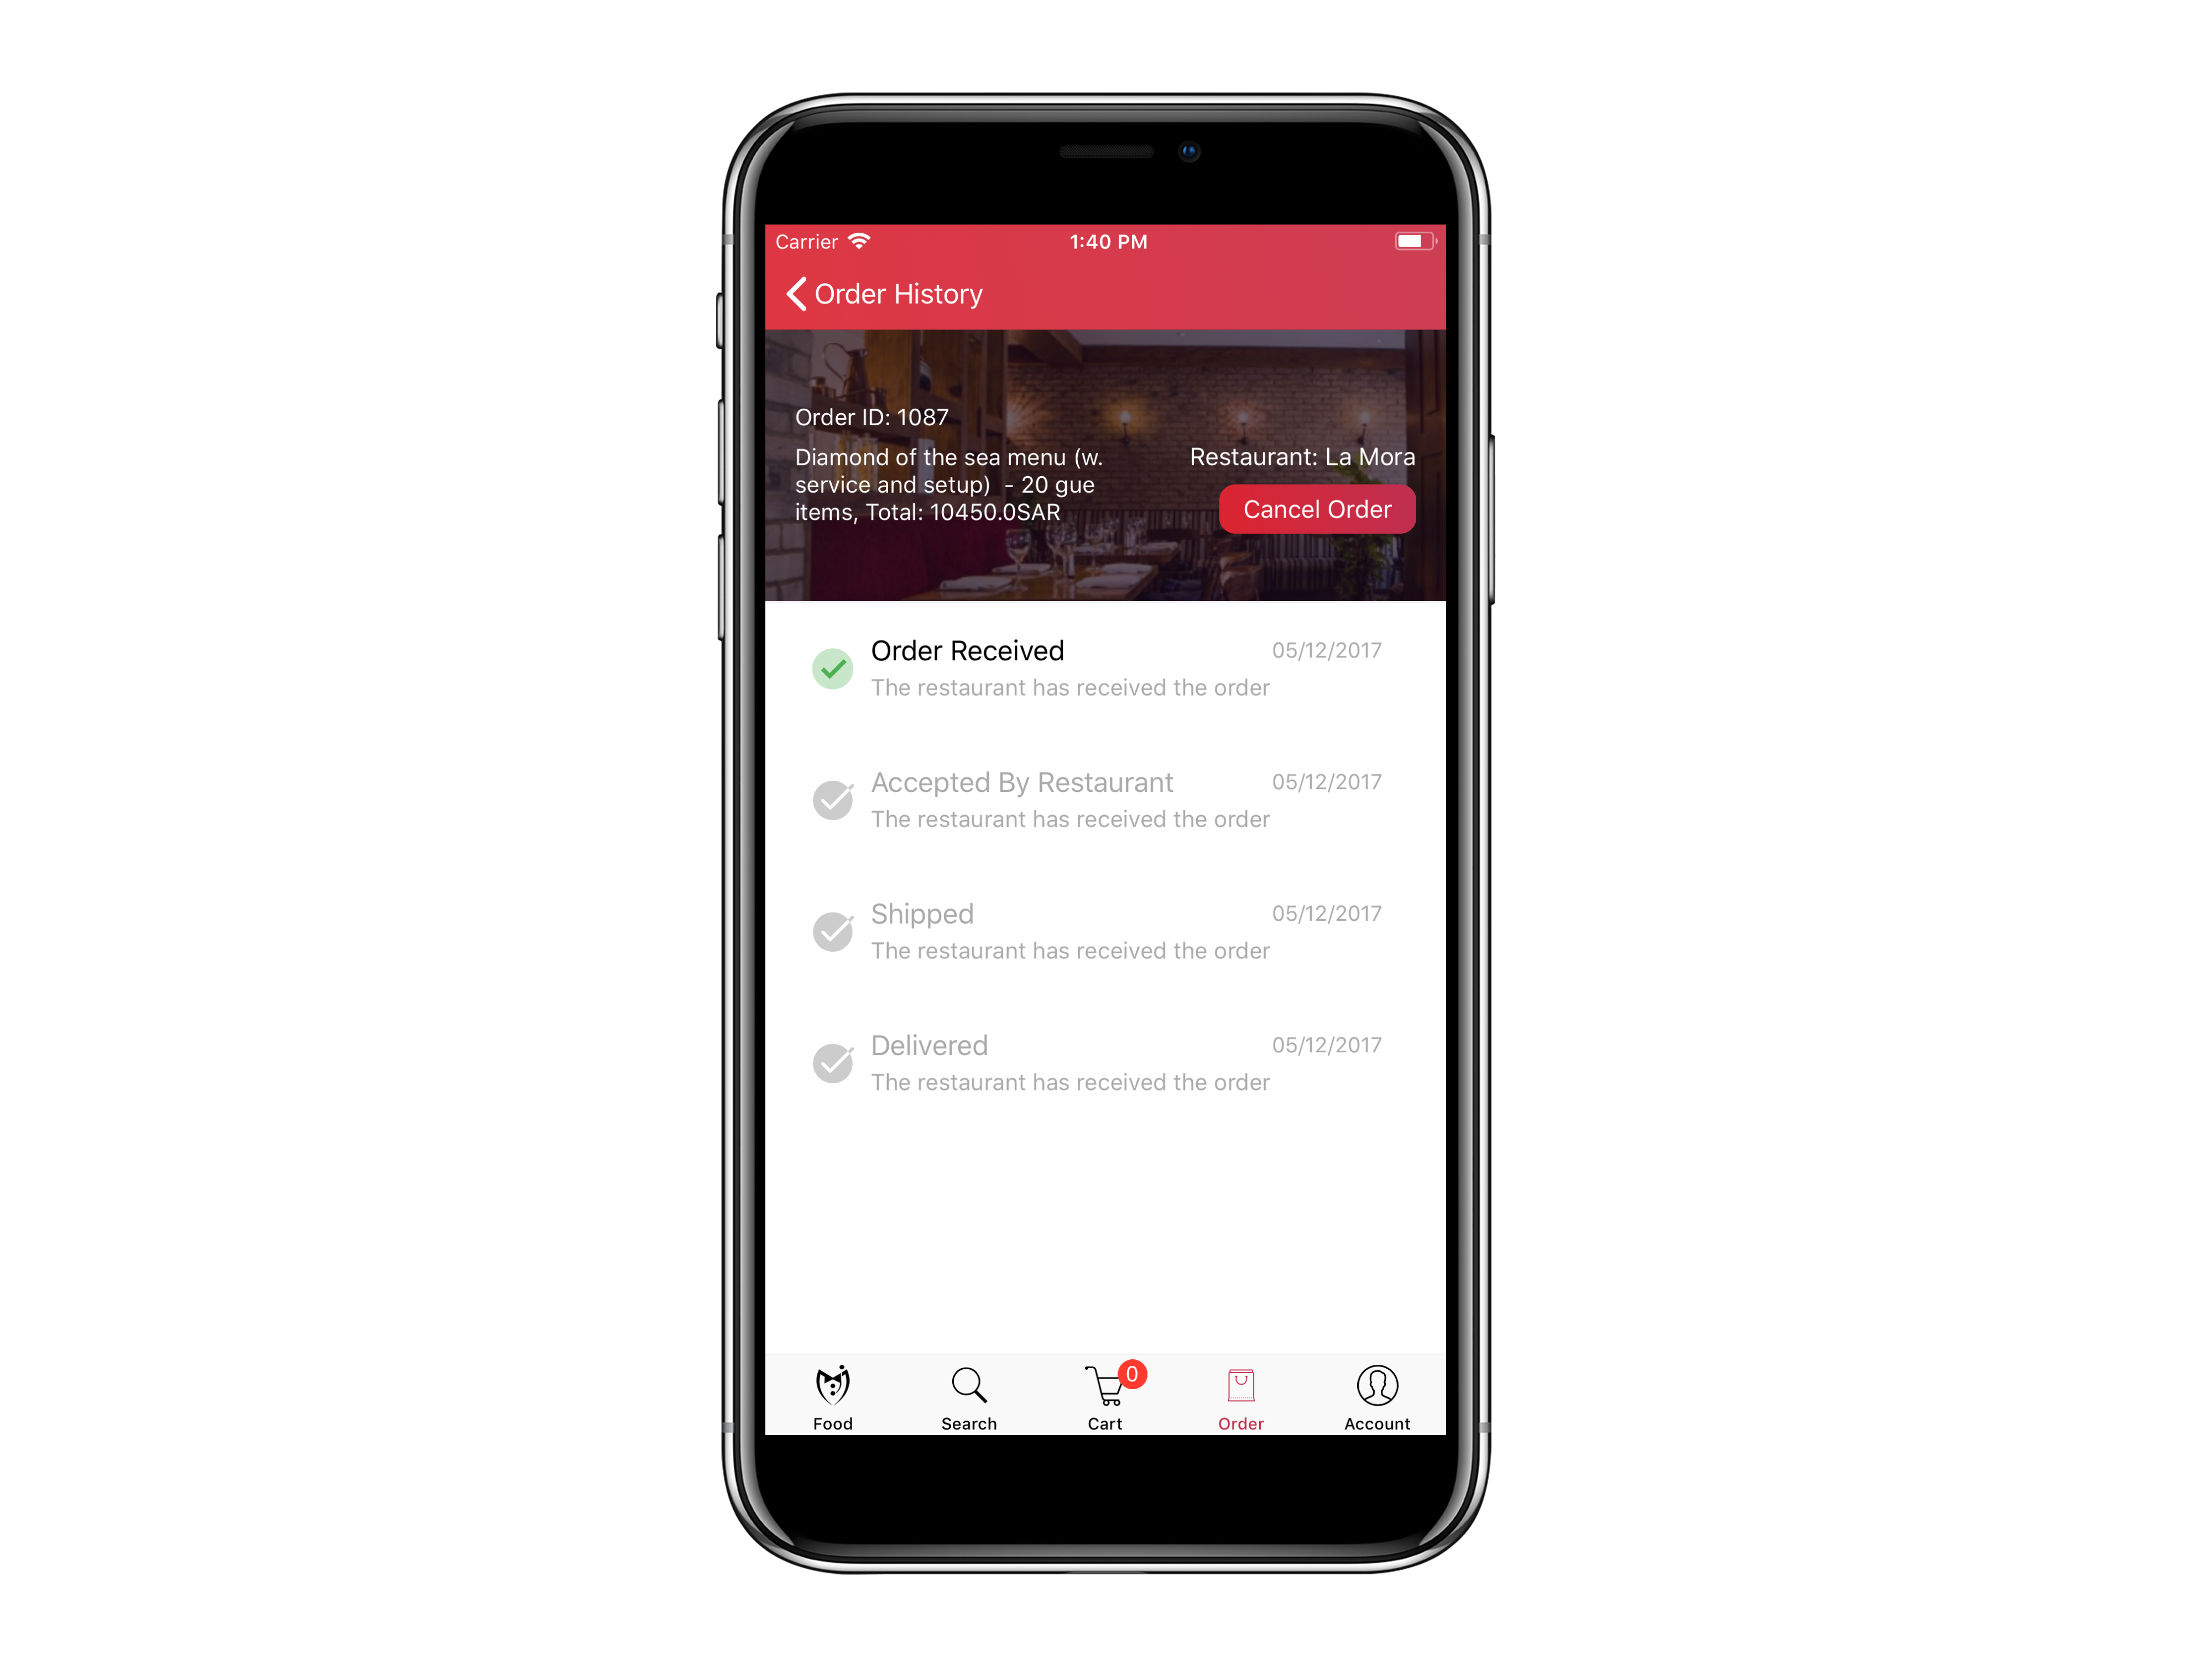 Carrier 1:40 PM
Order History
Order ID: 1087
Diamond of the sea menu (w.
service and setup)  - 20 gue
items, Total: 10450.0SAR
Restaurant: La Mora
Cancel Order
Order Received 05/12/2017
The restaurant has received the order
Accepted By Restaurant 05/12/2017
The restaurant has received the order
Shipped 05/12/2017
The restaurant has received the order
Delivered 05/12/2017
The restaurant has received the order
0
Food Search Cart Order Account